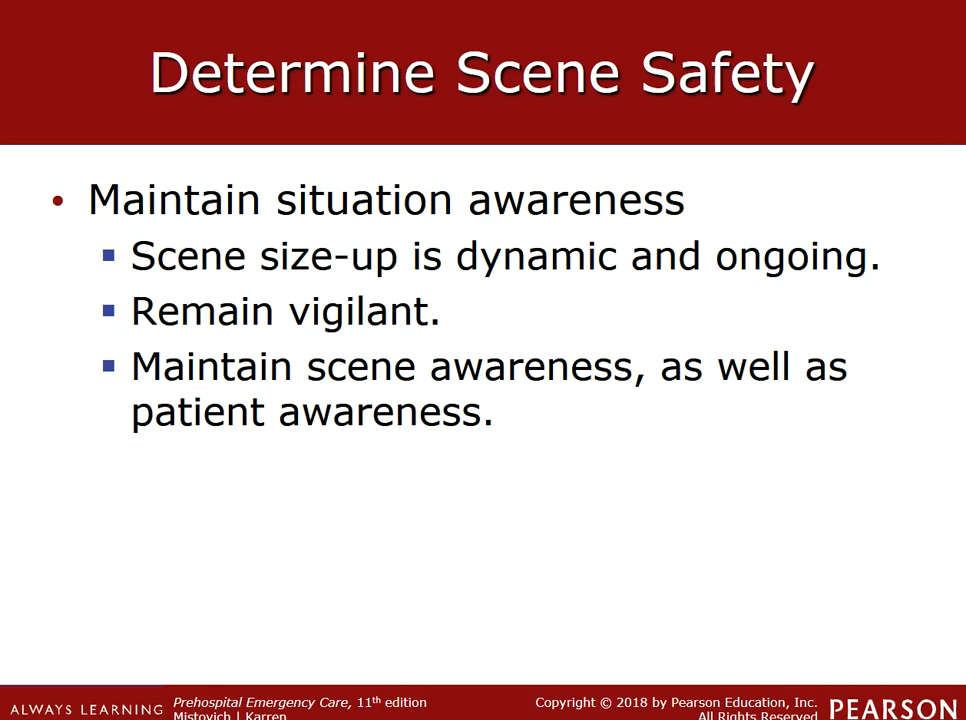 Determine Scene Safety
• Maintain situation awareness
▪ Scene size-up is dynamic and ongoing.
▪ Remain vigilant.
▪ Maintain scene awareness, as well as
patient awareness.
ALWAYS LEARNING
Prehospital Emergency Care, 11th edition
Mistovich | Karren
Copyright © 2018 by Pearson Education, Inc.
All Rights Reserved
PEARSON